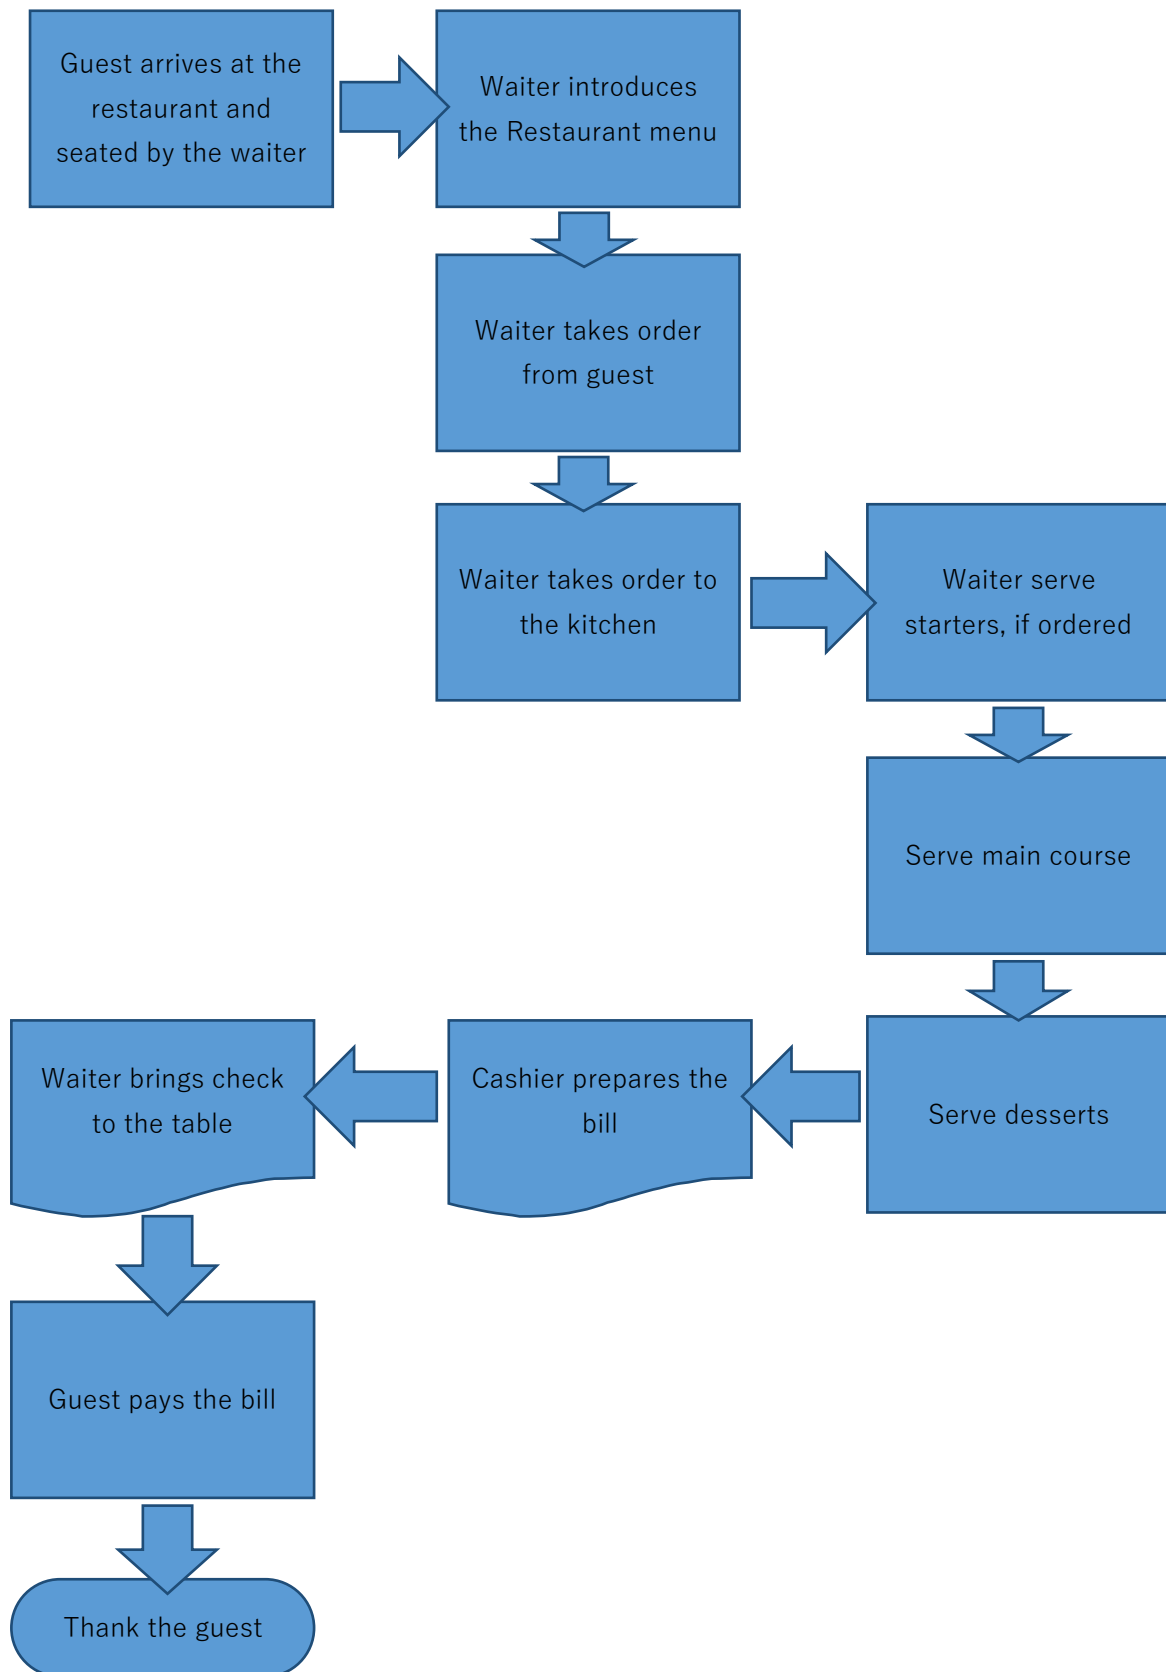 Guest arrives at the
restaurant and
seated by the waiter
Waiter introduces
the Restaurant menu
Waiter takes order
from guest
Waiter takes order to
the kitchen
Waiter serve
starters, if ordered
Serve main course
Serve desserts
Cashier prepares the
bill
Waiter brings check
to the table
Guest pays the bill
Thank the guest